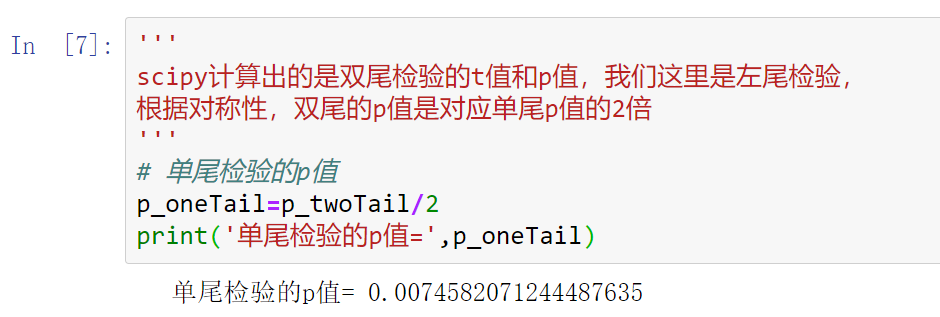 In [7]:
'''
scipy计算出的是双尾检验的t值和p值，我们这里是左尾检验，
根据对称性，双尾的p值是对应单尾p值的2倍
'''
# 单尾检验的p值
p_oneTail=p_twoTail/2
print('单尾检验的p值=',p_oneTail)
单尾检验的p值= 0.0074582071244487635